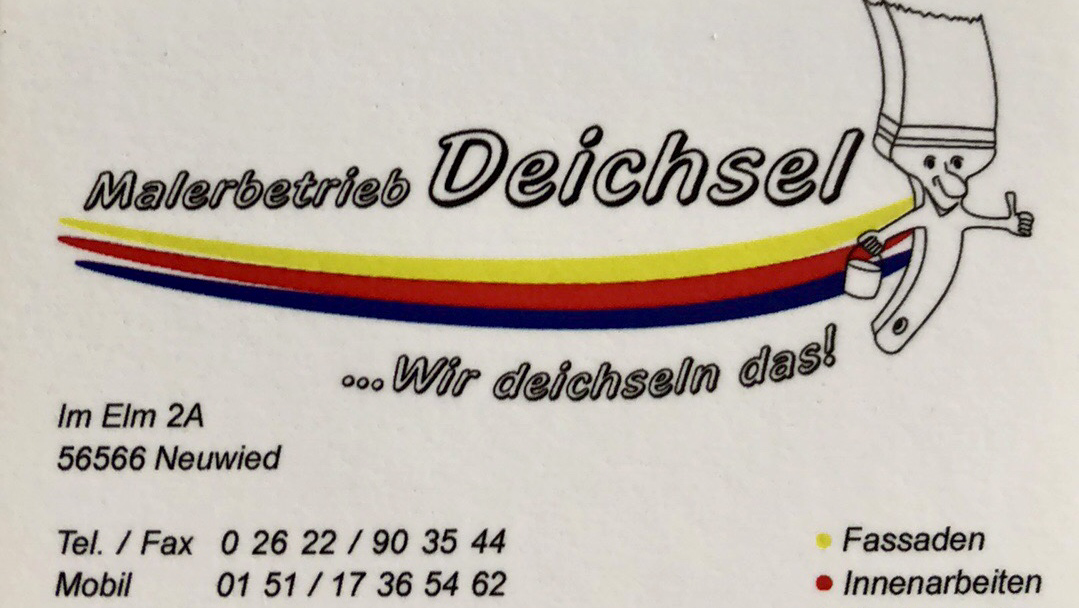 Malerbetrieb Deichsel
...Wir deichseln das!
Im Elm 2A
56566 Neuwied
Tel. / Fax 0 26 22 / 90 35 44
Mobil 01 51 / 17 36 54 62
• Fassaden
• Innenarbeiten